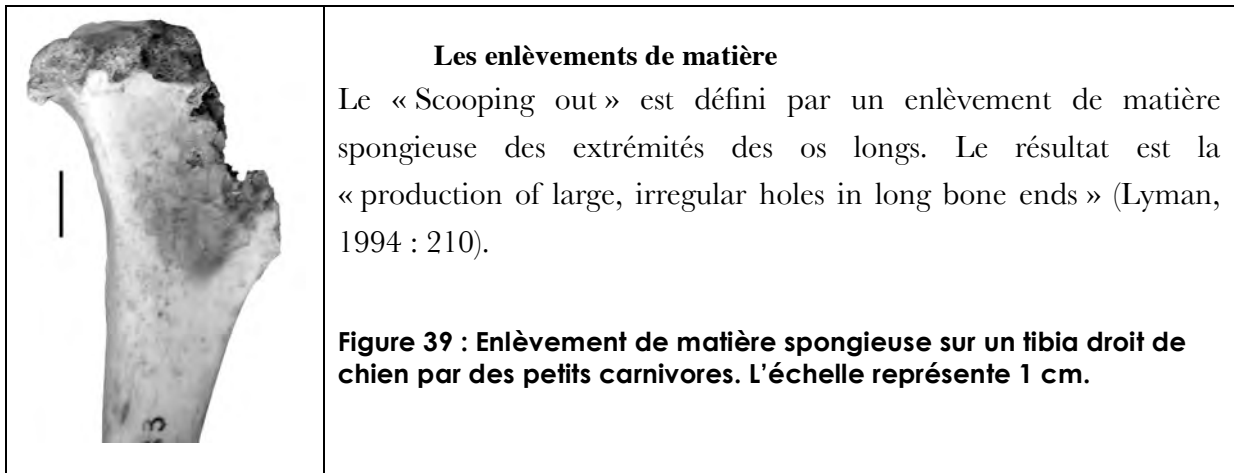 Les enlèvements de matière
Le « Scooping out » est défini par un enlèvement de matière
spongieuse des extrémités des os longs. Le résultat est la
« production of large, irregular holes in long bone ends » (Lyman,
1994 : 210).
Figure 39 : Enlèvement de matière spongieuse sur un tibia droit de
chien par des petits carnivores. L’échelle représente 1 cm.